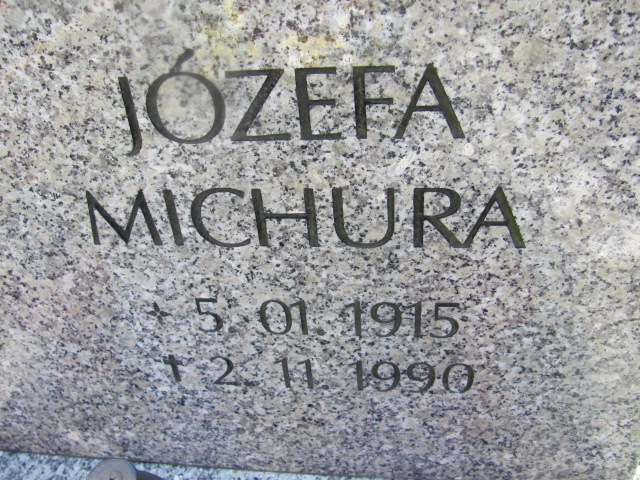 JÓZEFA
MICHURA
✧ 5. 01. 1915
✝ 2. 11. 1990